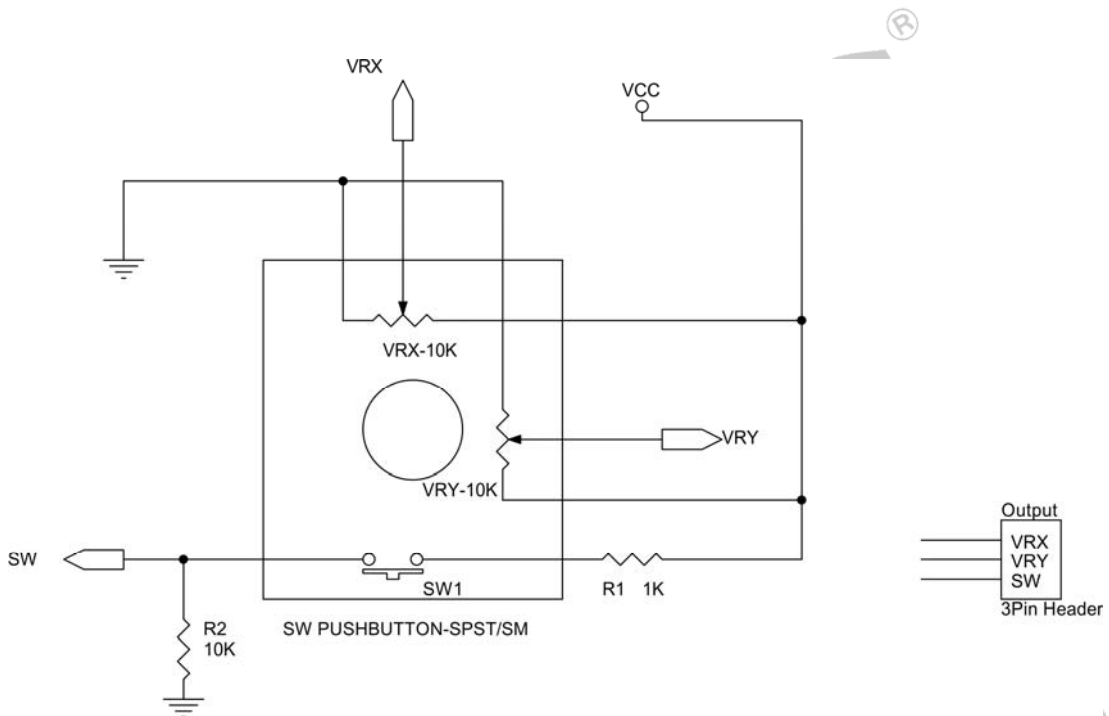 ®
VRX
VCC
VRX-10K
VRY
VRY-10K
SW
SW1
R1 1K
R2
10K
SW PUSHBUTTON-SPST/SM
Output
VRX
VRY
SW
3Pin Header